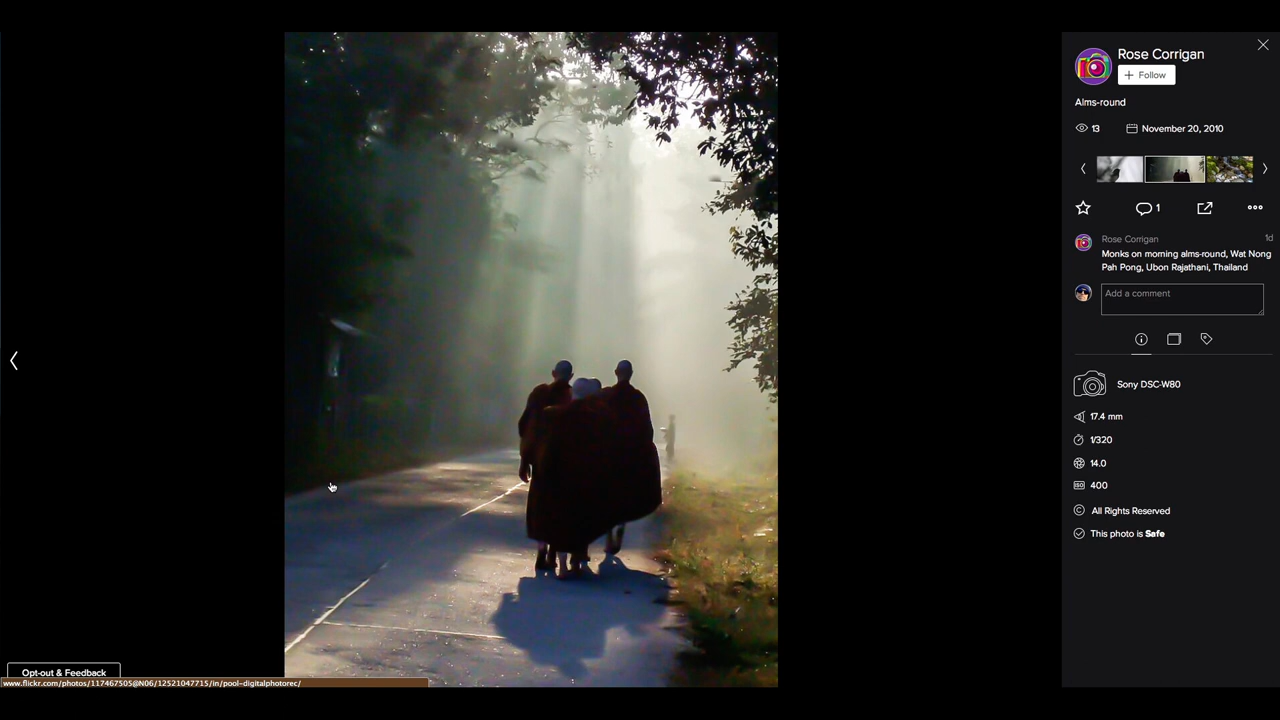 Rose Corrigan
+ Follow
Alms-round
13
November 20, 2010
1
Rose Corrigan
1d
Monks on morning alms-round, Wat Nong
Pah Pong, Ubon Rajathani, Thailand
Add a comment
Sony DSC-W80
17.4 mm
1/320
14.0
ISO 400
© All Rights Reserved
This photo is Safe
Opt-out & Feedback
www.flickr.com/photos/117467505@N06/12521047715/in/pool-digitalphotorec/